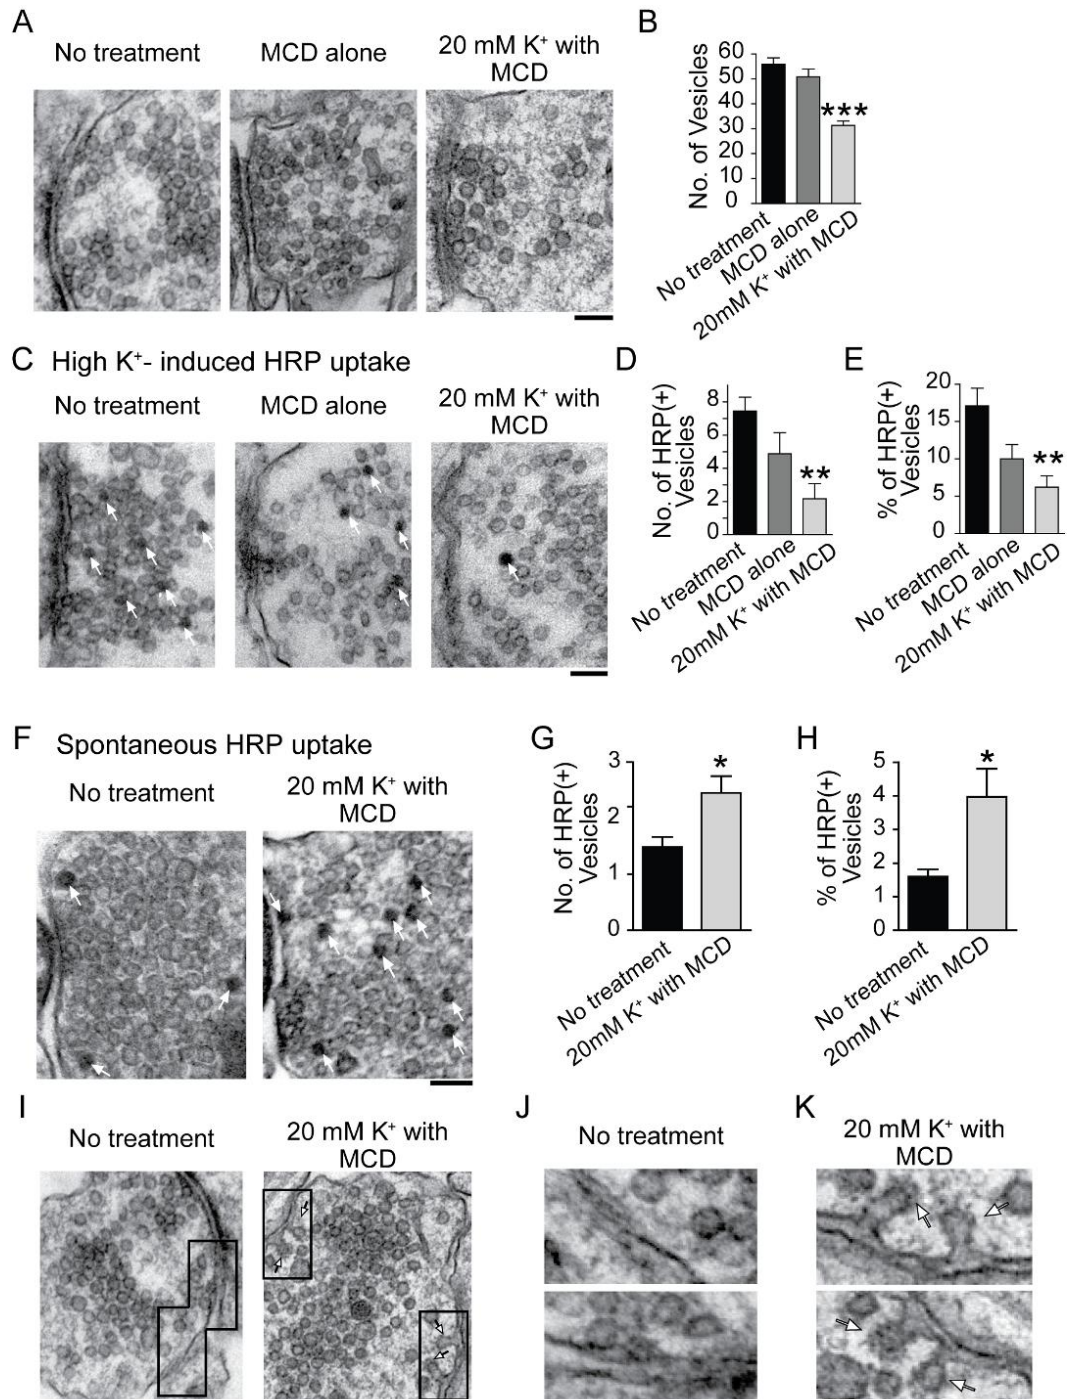 A
No treatment
MCD alone
20 mM K⁺ with
MCD
B
No. of Vesicles
60
50
40
30
20
10
0
***
No treatment
MCD alone
20mM K⁺ with MCD
C High K⁺- induced HRP uptake
No treatment
MCD alone
20 mM K⁺ with
MCD
D
No. of HRP(+)
Vesicles
8
6
4
2
0
**
No treatment
MCD alone
20mM K⁺ with MCD
E
% of HRP(+)
Vesicles
20
15
10
5
0
**
No treatment
MCD alone
20mM K⁺ with MCD
F Spontaneous HRP uptake
No treatment
20 mM K⁺ with
MCD
G
No. of HRP(+)
Vesicles
3
2
1
0
*
No treatment
20mM K⁺ with MCD
H
% of HRP(+)
Vesicles
5
4
3
2
1
0
*
No treatment
20mM K⁺ with MCD
I
No treatment
20 mM K⁺ with
MCD
J
No treatment
K
20 mM K⁺ with
MCD